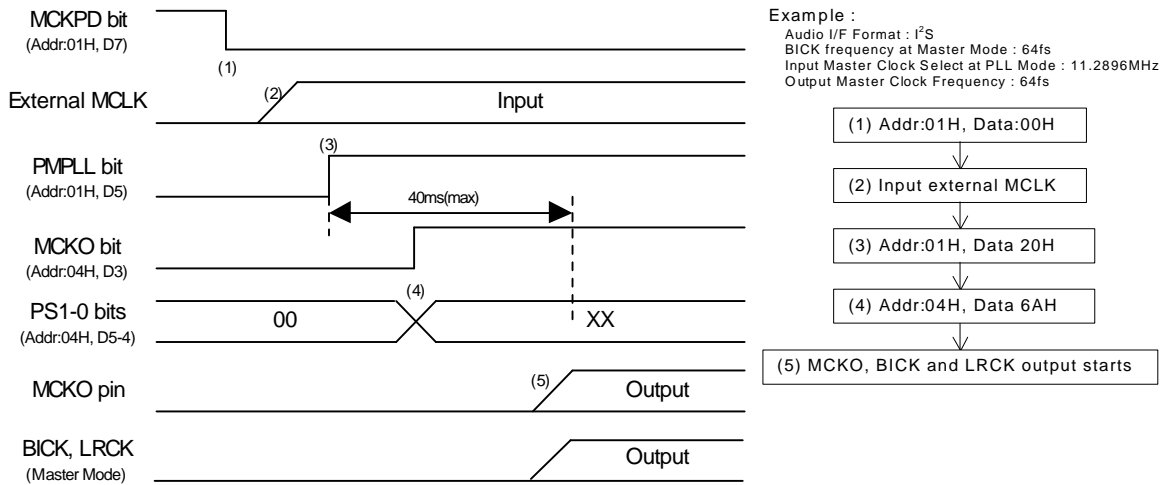 MCKPD bit
(Addr:01H, D7)
(1)
External MCLK
(2)
Input
PMPLL bit
(Addr:01H, D5)
(3)
40ms(max)
MCKO bit
(Addr:04H, D3)
PS1-0 bits
(Addr:04H, D5-4)
00
(4)
XX
MCKO pin
(5)
Output
BICK, LRCK
(Master Mode)
Output
Example :
Audio I/F Format : I²S
BICK frequency at Master Mode : 64fs
Input Master Clock Select at PLL Mode : 11.2896MHz
Output Master Clock Frequency : 64fs
(1) Addr:01H, Data:00H
(2) Input external MCLK
(3) Addr:01H, Data 20H
(4) Addr:04H, Data 6AH
(5) MCKO, BICK and LRCK output starts